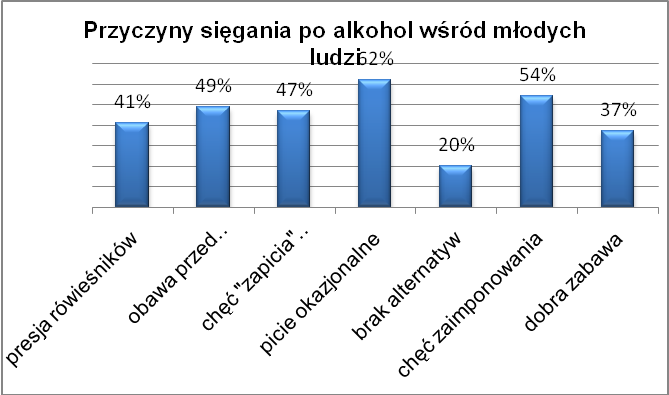 Przyczyny sięgania po alkohol wśród młodych
ludzi
41%
49%
47%
62%
20%
54%
37%
presja rówieśników
obawa przed..
chęć "zapicia" ..
picie okazjonalne
brak alternatyw
chęć zaimponowania
dobra zabawa